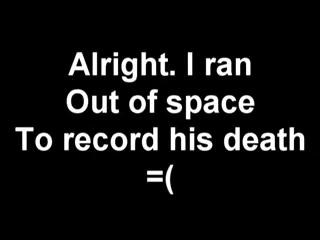 Alright. I ran
Out of space
To record his death
=(